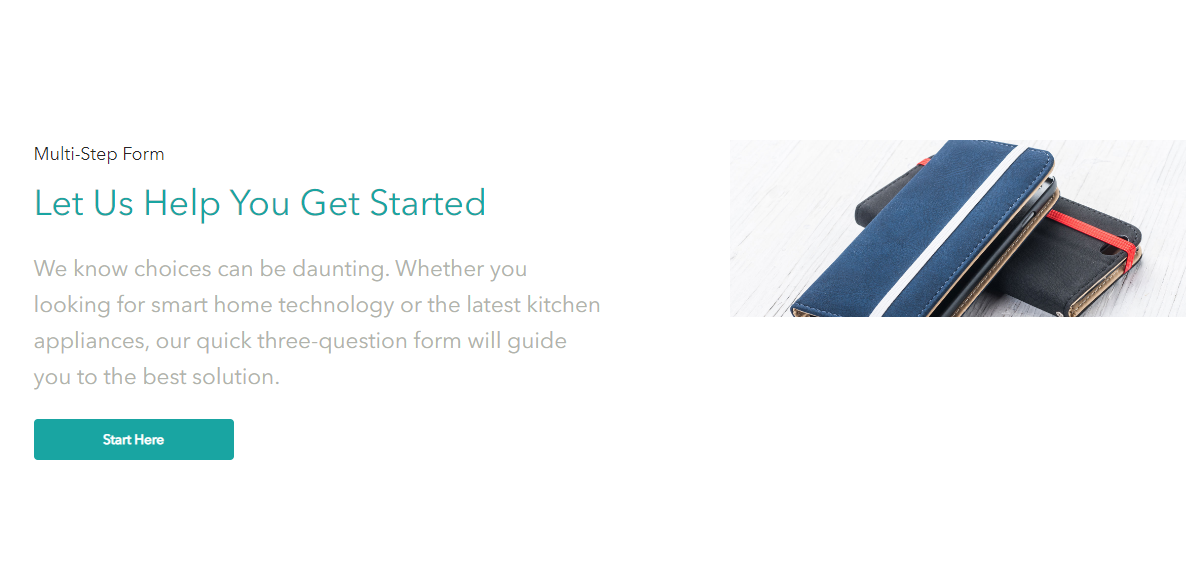 Multi-Step Form
Let Us Help You Get Started
We know choices can be daunting. Whether you
looking for smart home technology or the latest kitchen
appliances, our quick three-question form will guide
you to the best solution.
Start Here